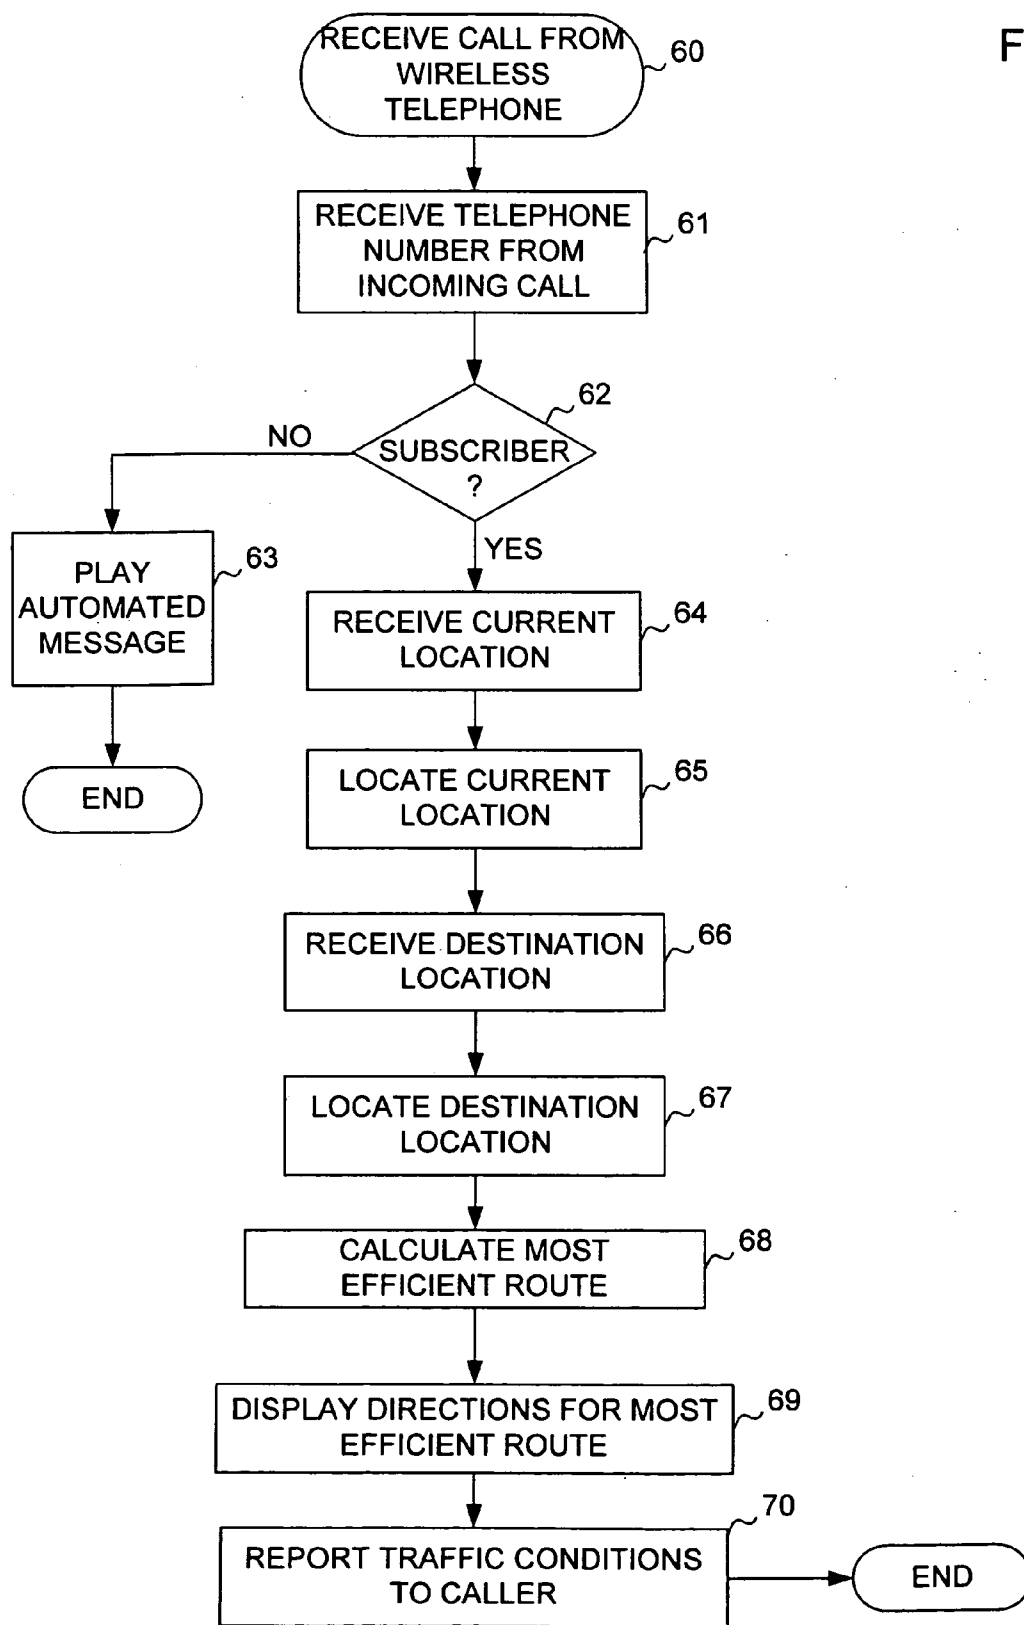 RECEIVE CALL FROM
WIRELESS
TELEPHONE
60
F
RECEIVE TELEPHONE
NUMBER FROM
INCOMING CALL
61
SUBSCRIBER
?
62
NO
YES
PLAY
AUTOMATED
MESSAGE
63
END
RECEIVE CURRENT
LOCATION
64
LOCATE CURRENT
LOCATION
65
RECEIVE DESTINATION
LOCATION
66
LOCATE DESTINATION
LOCATION
67
CALCULATE MOST
EFFICIENT ROUTE
68
DISPLAY DIRECTIONS FOR MOST
EFFICIENT ROUTE
69
REPORT TRAFFIC CONDITIONS
TO CALLER
70
END